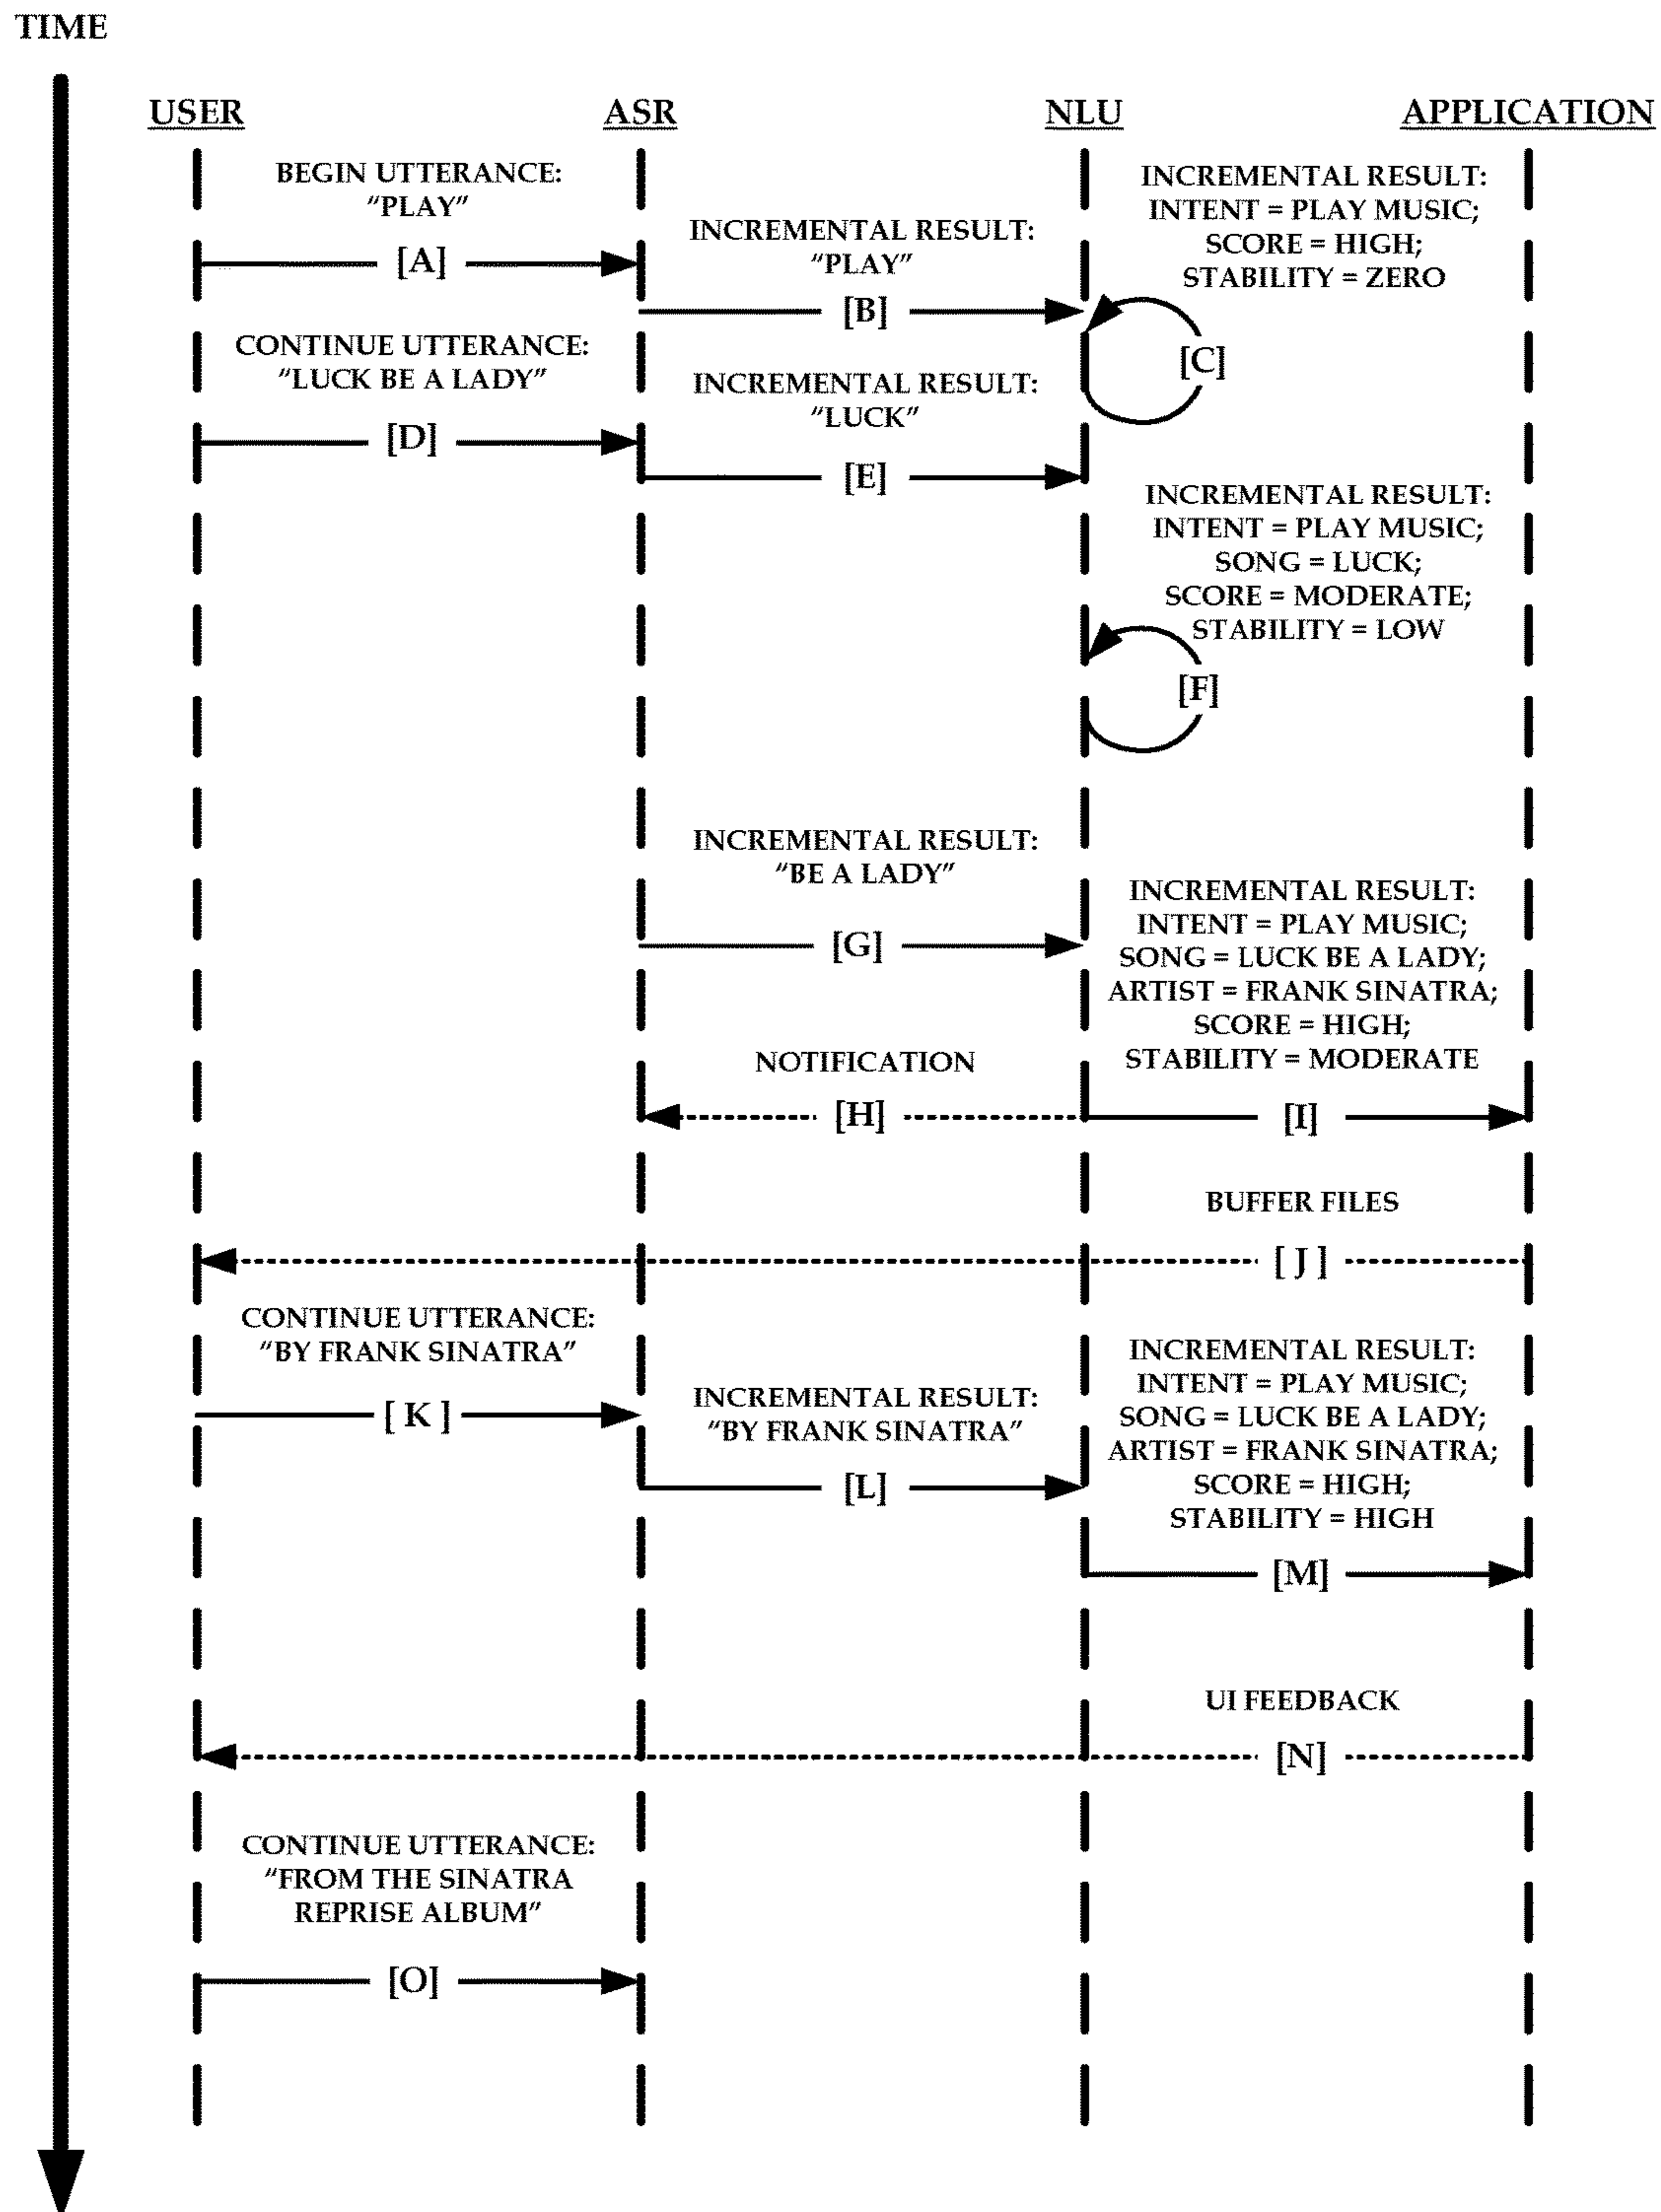 TIME
USER
ASR
NLU
APPLICATION
BEGIN UTTERANCE:
"PLAY"
[A]
INCREMENTAL RESULT:
"PLAY"
[B]
INCREMENTAL RESULT:
INTENT = PLAY MUSIC;
SCORE = HIGH;
STABILITY = ZERO
[C]
CONTINUE UTTERANCE:
"LUCK BE A LADY"
[D]
INCREMENTAL RESULT:
"LUCK"
[E]
INCREMENTAL RESULT:
INTENT = PLAY MUSIC;
SONG = LUCK;
SCORE = MODERATE;
STABILITY = LOW
[F]
INCREMENTAL RESULT:
"BE A LADY"
[G]
INCREMENTAL RESULT:
INTENT = PLAY MUSIC;
SONG = LUCK BE A LADY;
ARTIST = FRANK SINATRA;
SCORE = HIGH;
STABILITY = MODERATE
NOTIFICATION
[H]
[I]
BUFFER FILES
[ J ]
CONTINUE UTTERANCE:
"BY FRANK SINATRA"
[ K ]
INCREMENTAL RESULT:
"BY FRANK SINATRA"
[L]
INCREMENTAL RESULT:
INTENT = PLAY MUSIC;
SONG = LUCK BE A LADY;
ARTIST = FRANK SINATRA;
SCORE = HIGH;
STABILITY = HIGH
[M]
UI FEEDBACK
[N]
CONTINUE UTTERANCE:
"FROM THE SINATRA
REPRISE ALBUM"
[O]